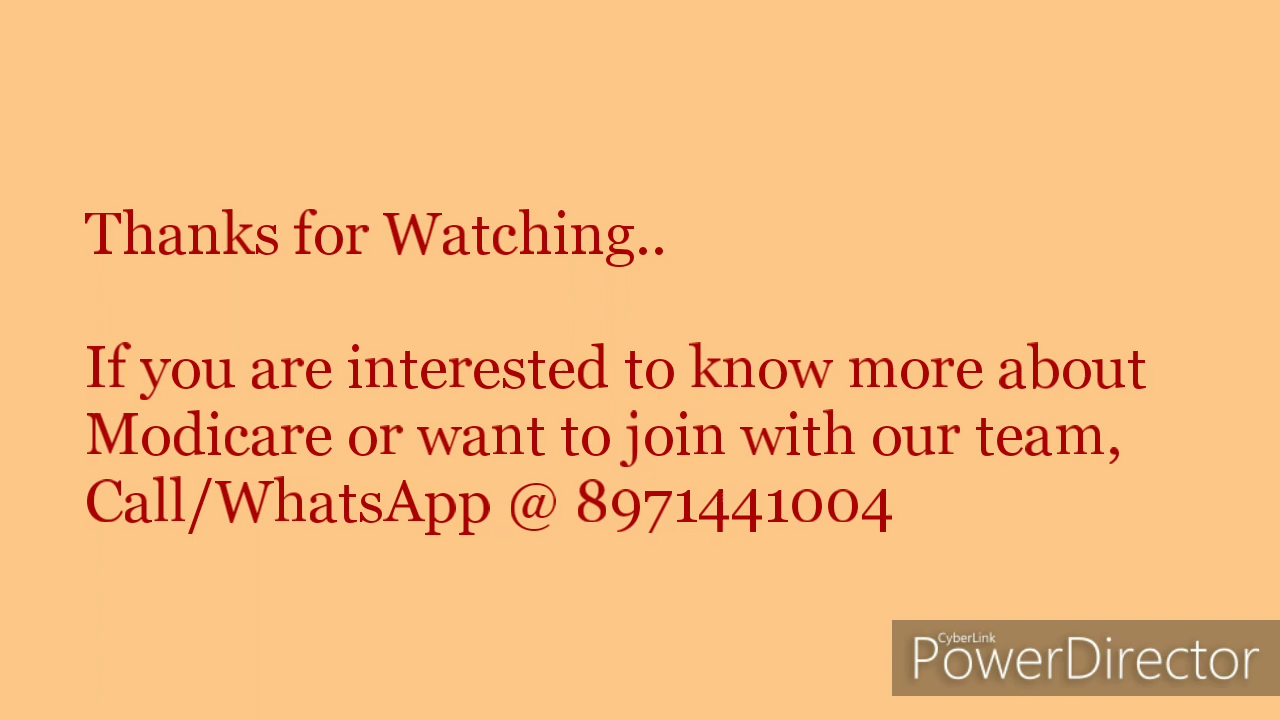 Thanks for Watching..
If you are interested to know more about
Modicare or want to join with our team,
Call/WhatsApp @ 8971441004
CyberLink
PowerDirector